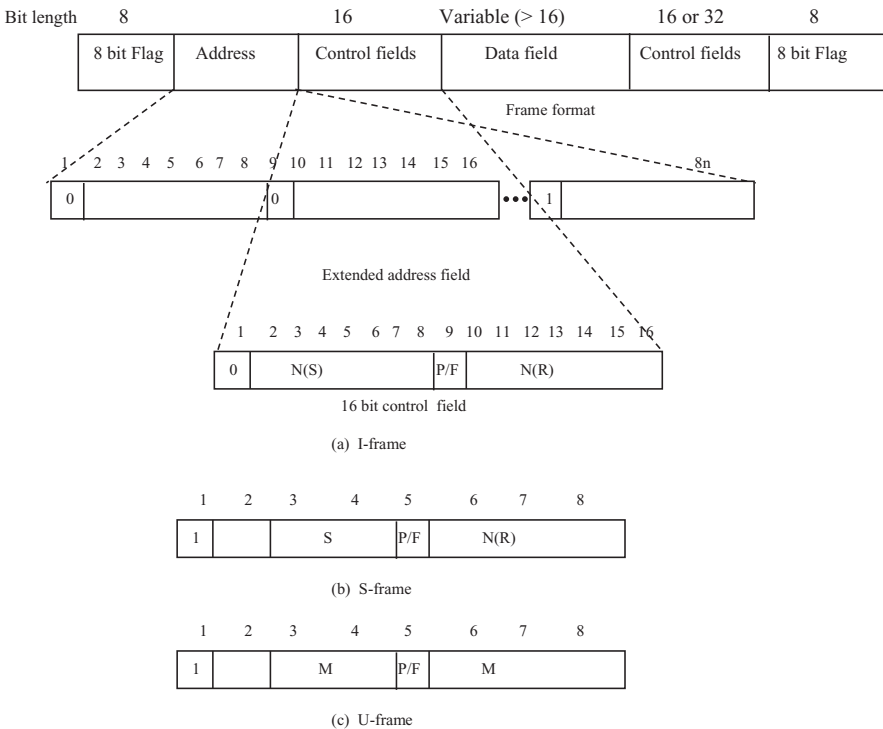 Bit length 8 16 Variable (> 16) 16 or 32 8
8 bit Flag Address Control fields Data field Control fields 8 bit Flag
Frame format
1 2 3 4 5 6 7 8 9 10 11 12 13 14 15 16 8n
0 0 ••• 1
Extended address field
1 2 3 4 5 6 7 8 9 10 11 12 13 14 15 16
0 N(S) P/F N(R)
16 bit control field
(a) I-frame
1 2 3 4 5 6 7 8
1 S P/F N(R)
(b) S-frame
1 2 3 4 5 6 7 8
1 M P/F M
(c) U-frame